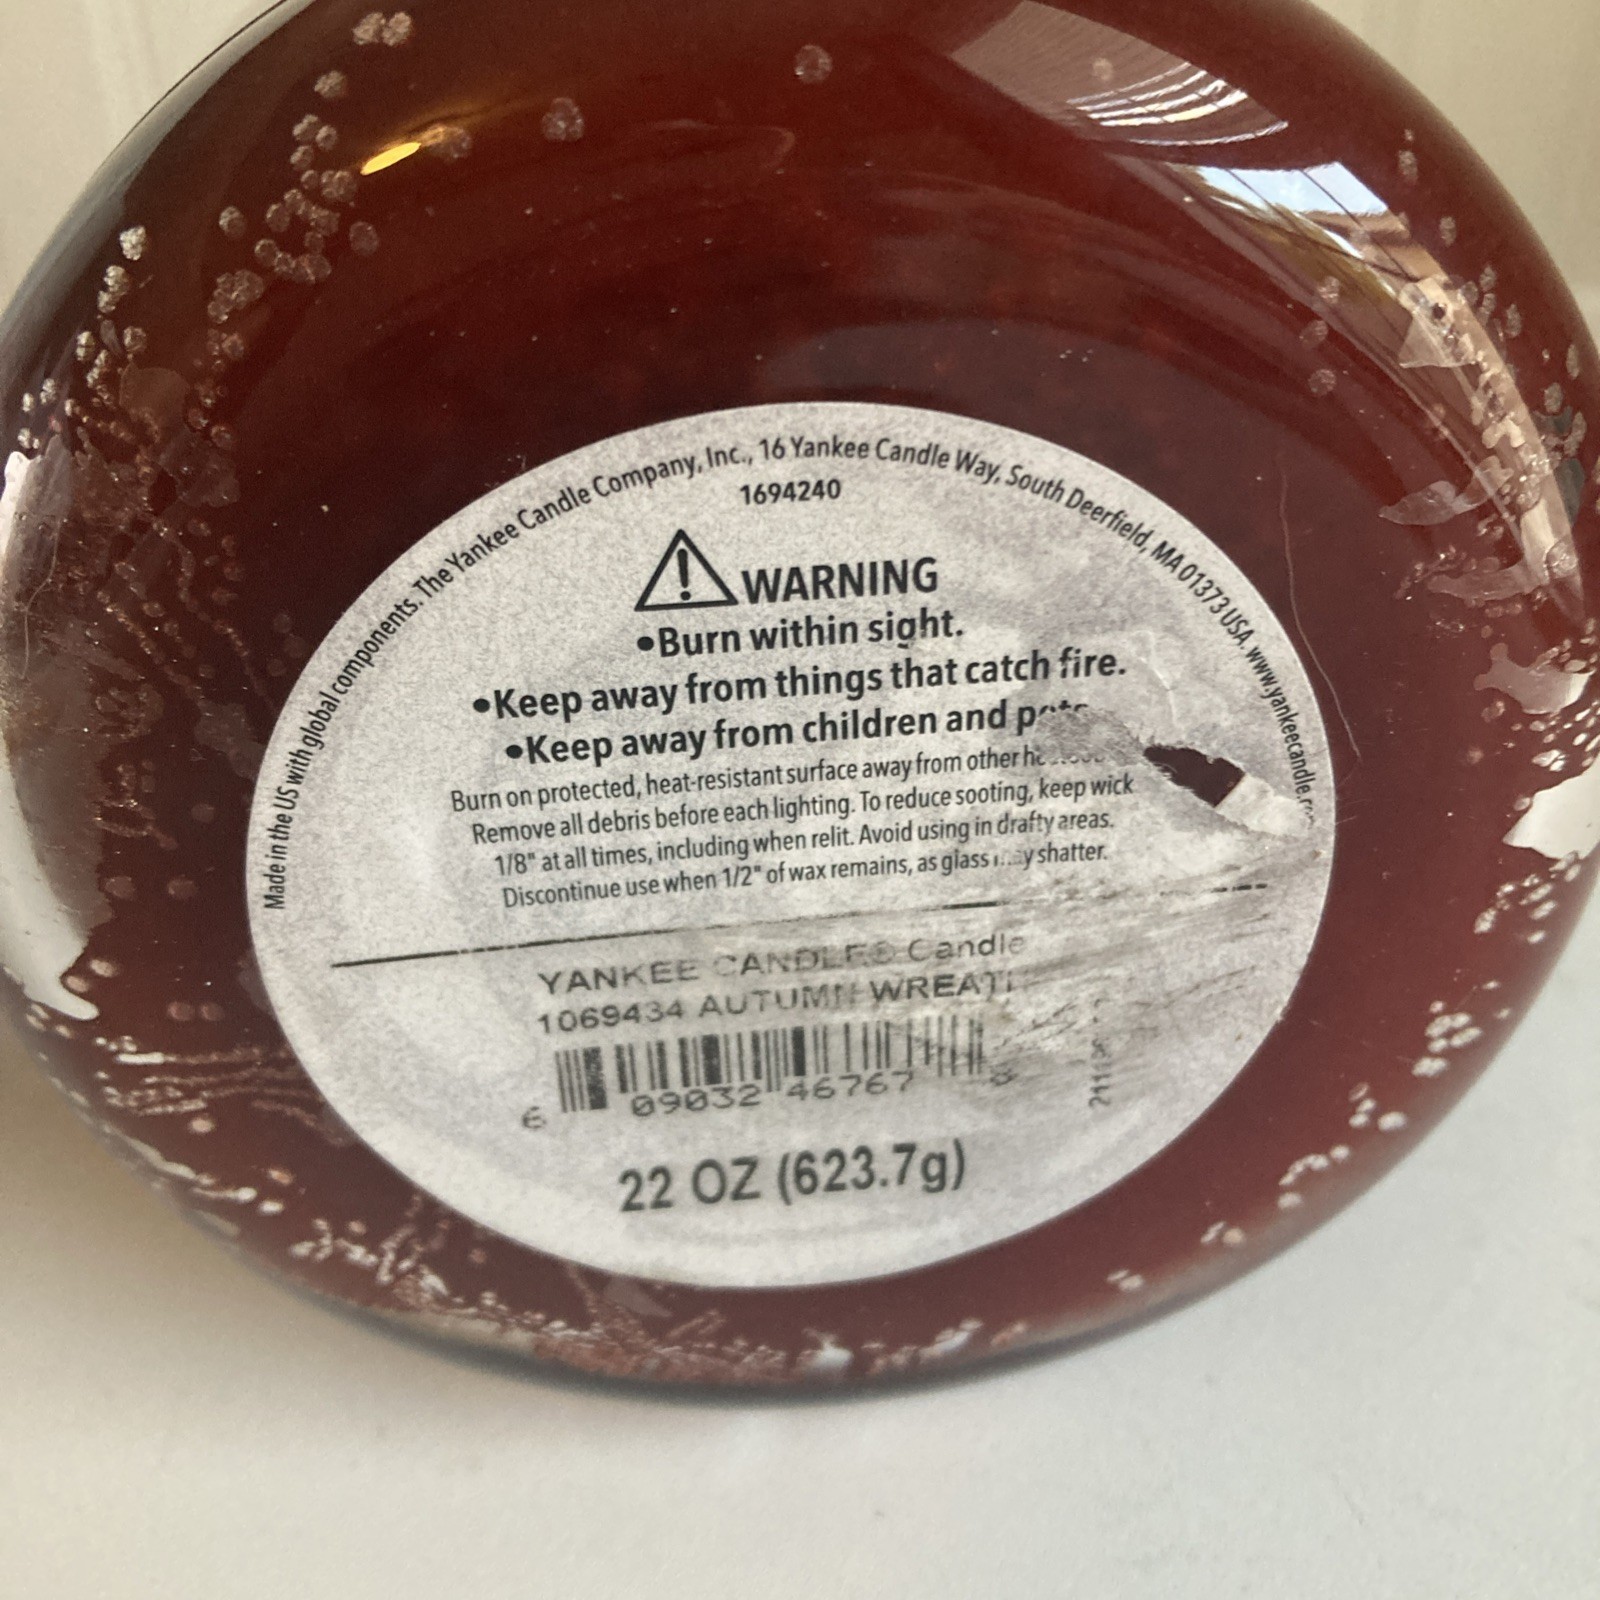 Made in the US with global components. The Yankee Candle Company, Inc., 16 Yankee Candle Way, South Deerfield, MA 01373 USA. www.yankeecandle.
1694240
WARNING
•Burn within sight.
•Keep away from things that catch fire.
•Keep away from children and
Burn on protected, heat-resistant surface away from other
Remove all debris before each lighting. To reduce sooting, keep wick
1/8" at all times, including when relit. Avoid using in drafty areas.
Discontinue use when 1/2" of wax remains, as glass shatter.
YANKEE CANDLE® Candle
1069434 AUTUMN WREATH
6 09032 46767
22 OZ (623.7g)